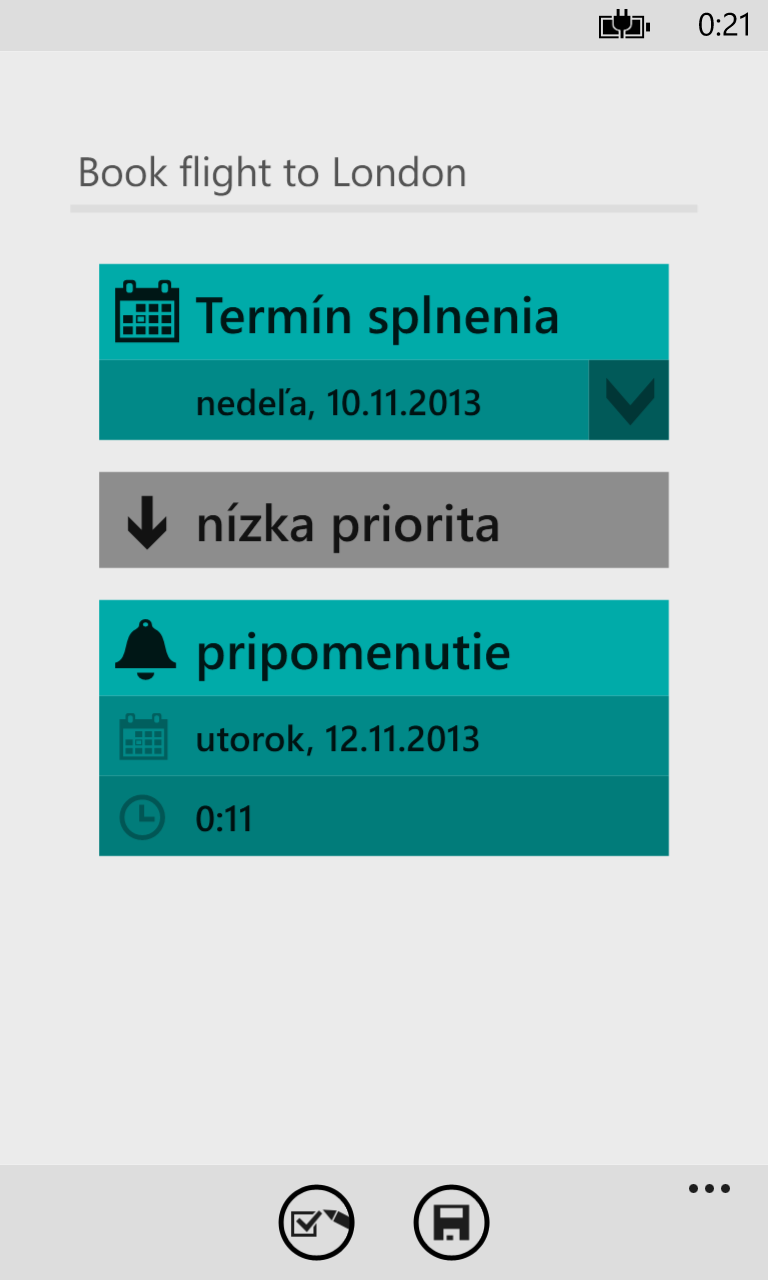 0:21
Book flight to London
Termín splnenia
nedeľa, 10.11.2013
nízka priorita
pripomenutie
utorok, 12.11.2013
0:11